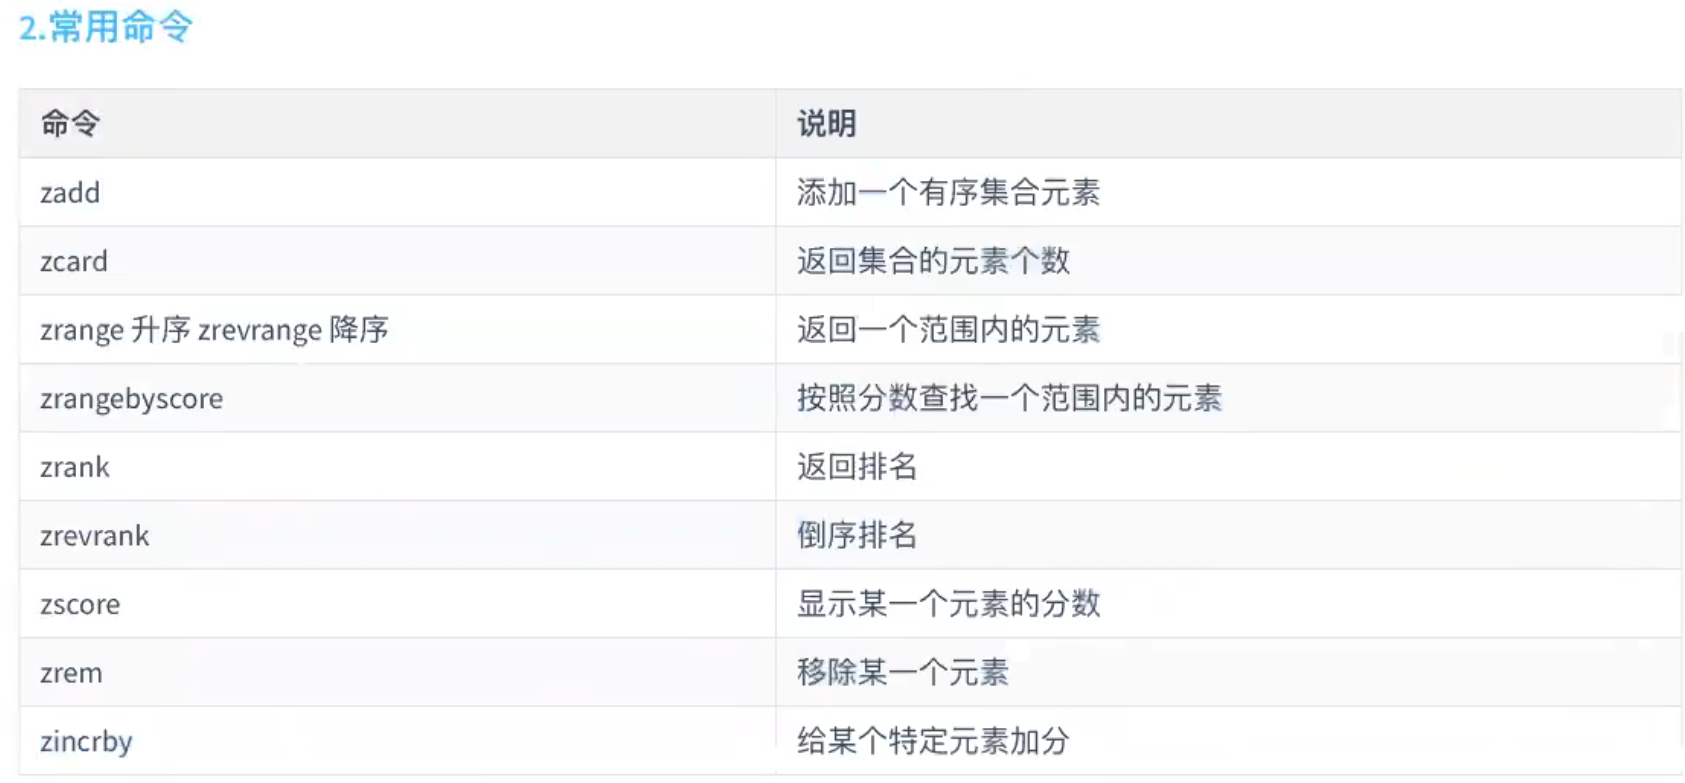 2.常用命令
命令 说明
zadd 添加一个有序集合元素
zcard 返回集合的元素个数
zrange 升序 zrevrange 降序 返回一个范围内的元素
zrangebyscore 按照分数查找一个范围内的元素
zrank 返回排名
zrevrank 倒序排名
zscore 显示某一个元素的分数
zrem 移除某一个元素
zincrby 给某个特定元素加分